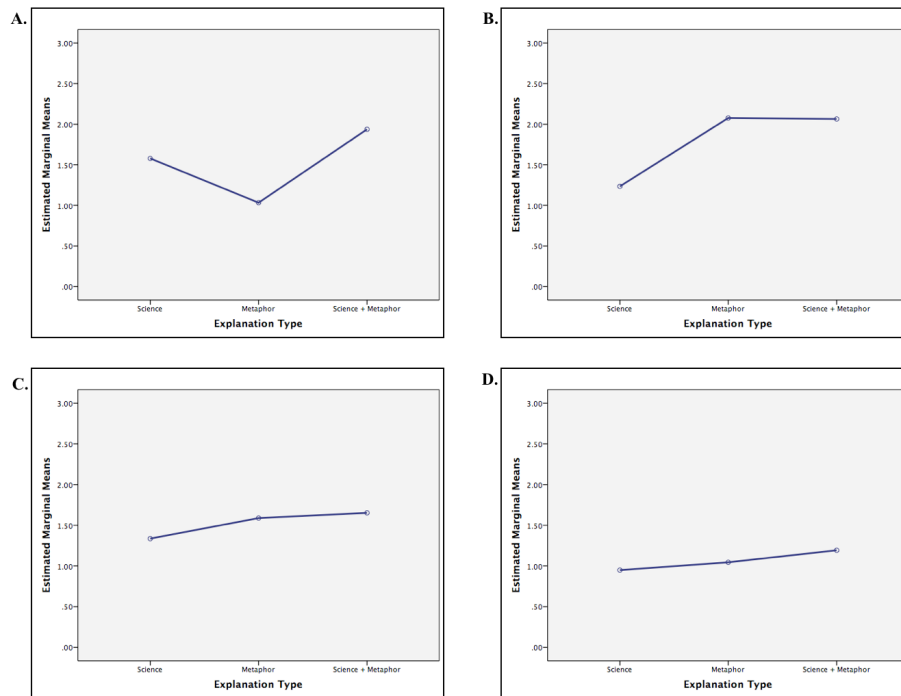 A.
Estimated Marginal Means
3.00
2.50
2.00
1.50
1.00
.50
.00
Science
Metaphor
Science + Metaphor
Explanation Type
B.
Estimated Marginal Means
3.00
2.50
2.00
1.50
1.00
.50
.00
Science
Metaphor
Science + Metaphor
Explanation Type
C.
Estimated Marginal Means
3.00
2.50
2.00
1.50
1.00
.50
.00
Science
Metaphor
Science + Metaphor
Explanation Type
D.
Estimated Marginal Means
3.00
2.50
2.00
1.50
1.00
.50
.00
Science
Metaphor
Science + Metaphor
Explanation Type